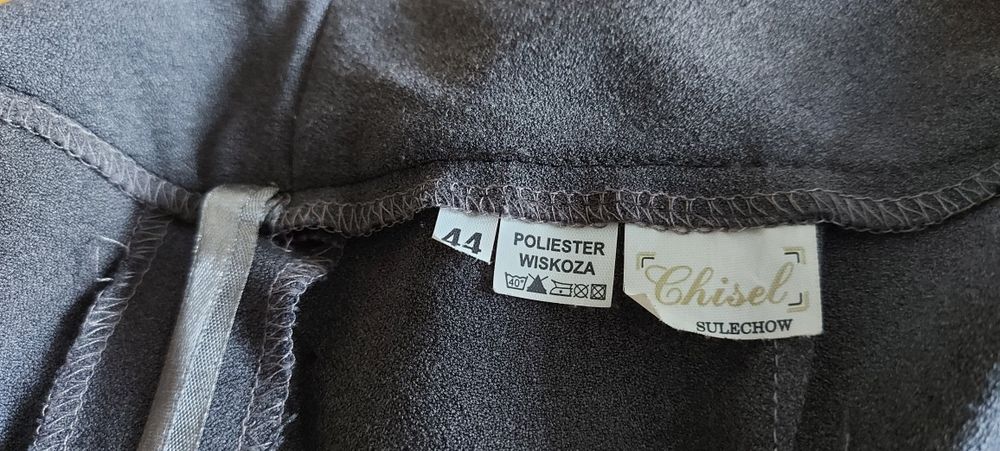 44
POLIESTER
WISKOZA
40°
Chisel
SULECHOW